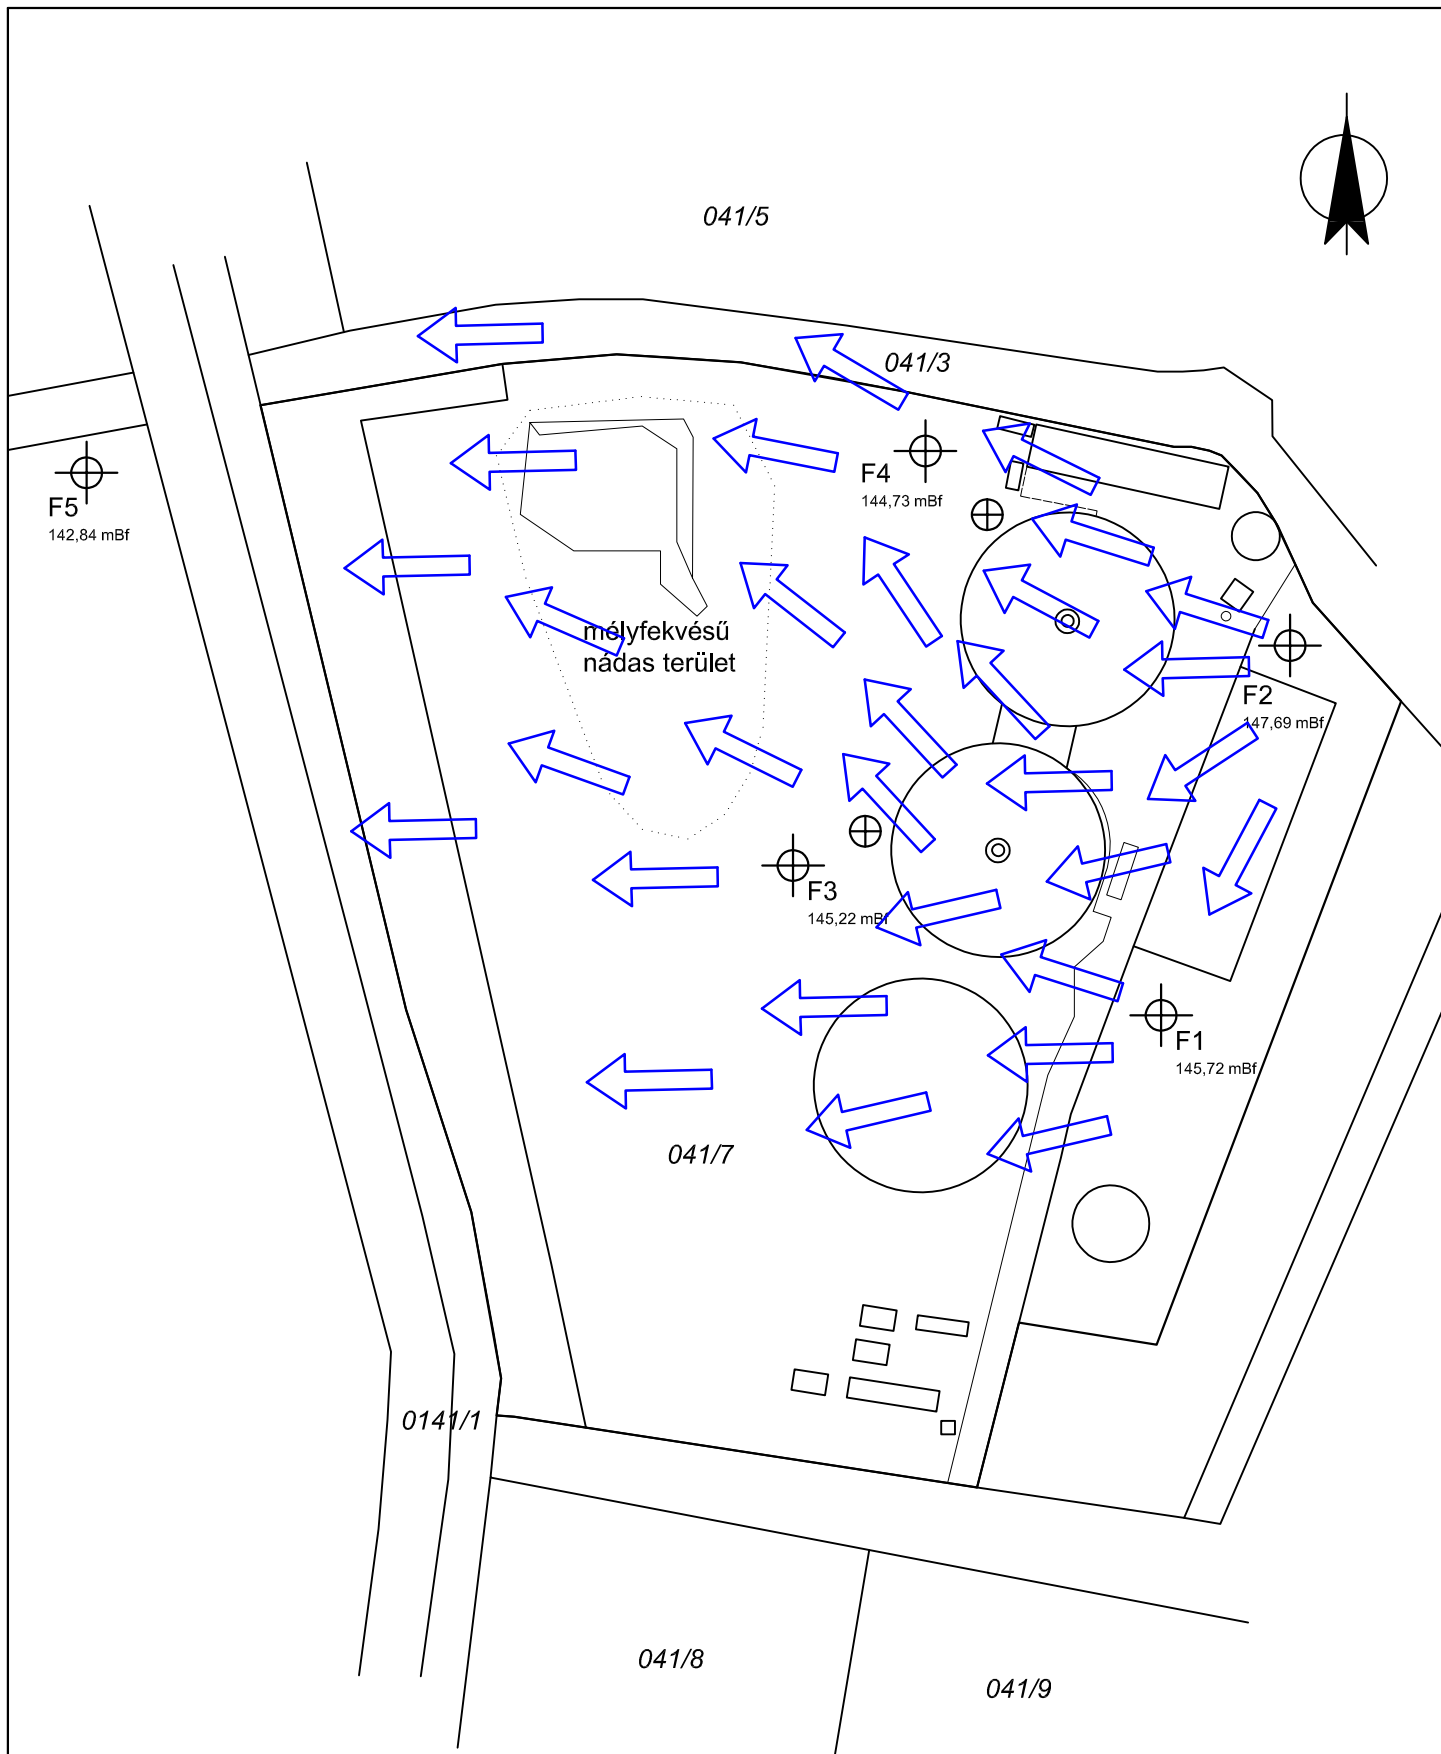 041/5
041/3
F4
144,73 mBf
F5
142,84 mBf
mélyfekvésű
nádas terület
F2
147,69 mBf
F3
145,22 mBf
F1
145,72 mBf
041/7
0141/1
041/8
041/9